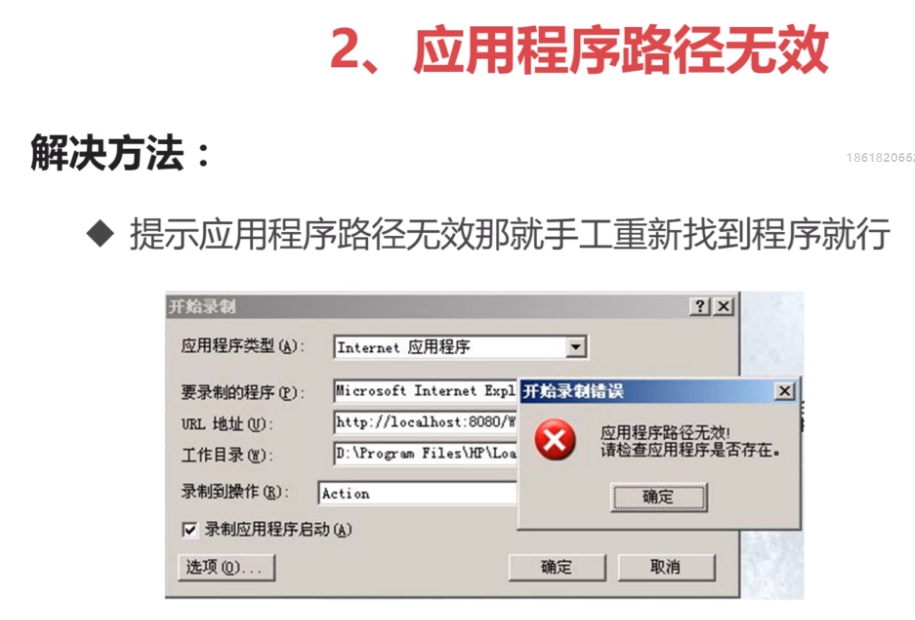 2、应用程序路径无效
解决方法：
186182066
◆ 提示应用程序路径无效那就手工重新找到程序就行
开始录制
应用程序类型(A)：
Internet 应用程序
要录制的程序(P)：
Microsoft Internet Expl
开始录制错误
URL 地址(U)：
http://localhost:8080/W
应用程序路径无效!
请检查应用程序是否存在。
工作目录(W)：
D:\Program Files\HP\Loa
录制到操作(R)：
Action
确定
录制应用程序启动(A)
选项(O)...
确定
取消